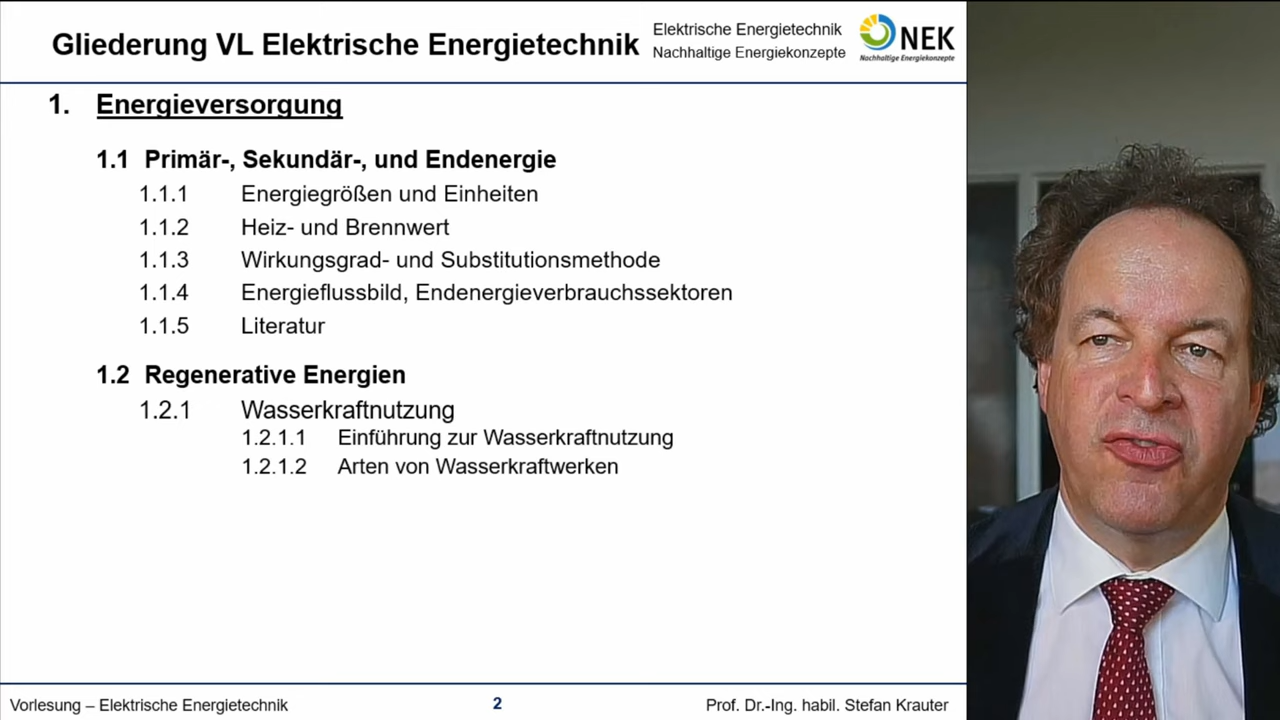 Gliederung VL Elektrische Energietechnik
Elektrische Energietechnik
Nachhaltige Energiekonzepte
NEK
Nachhaltige Energiekonzepte
1. Energieversorgung
1.1 Primär-, Sekundär-, und Endenergie
1.1.1 Energiegrößen und Einheiten
1.1.2 Heiz- und Brennwert
1.1.3 Wirkungsgrad- und Substitutionsmethode
1.1.4 Energieflussbild, Endenergieverbrauchssektoren
1.1.5 Literatur
1.2 Regenerative Energien
1.2.1 Wasserkraftnutzung
1.2.1.1 Einführung zur Wasserkraftnutzung
1.2.1.2 Arten von Wasserkraftwerken
Vorlesung – Elektrische Energietechnik
2
Prof. Dr.-Ing. habil. Stefan Krauter